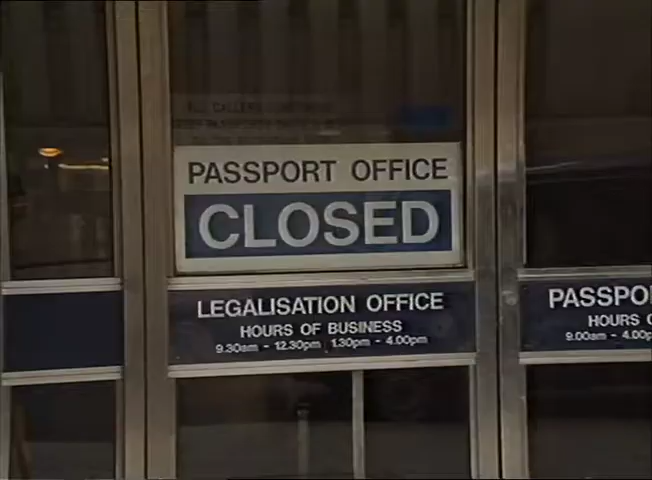 PASSPORT OFFICE
CLOSED
LEGALISATION OFFICE
HOURS OF BUSINESS
9.30am - 12.30pm 1.30pm - 4.00pm
PASSPO
HOURS O
9.00am - 4.00p